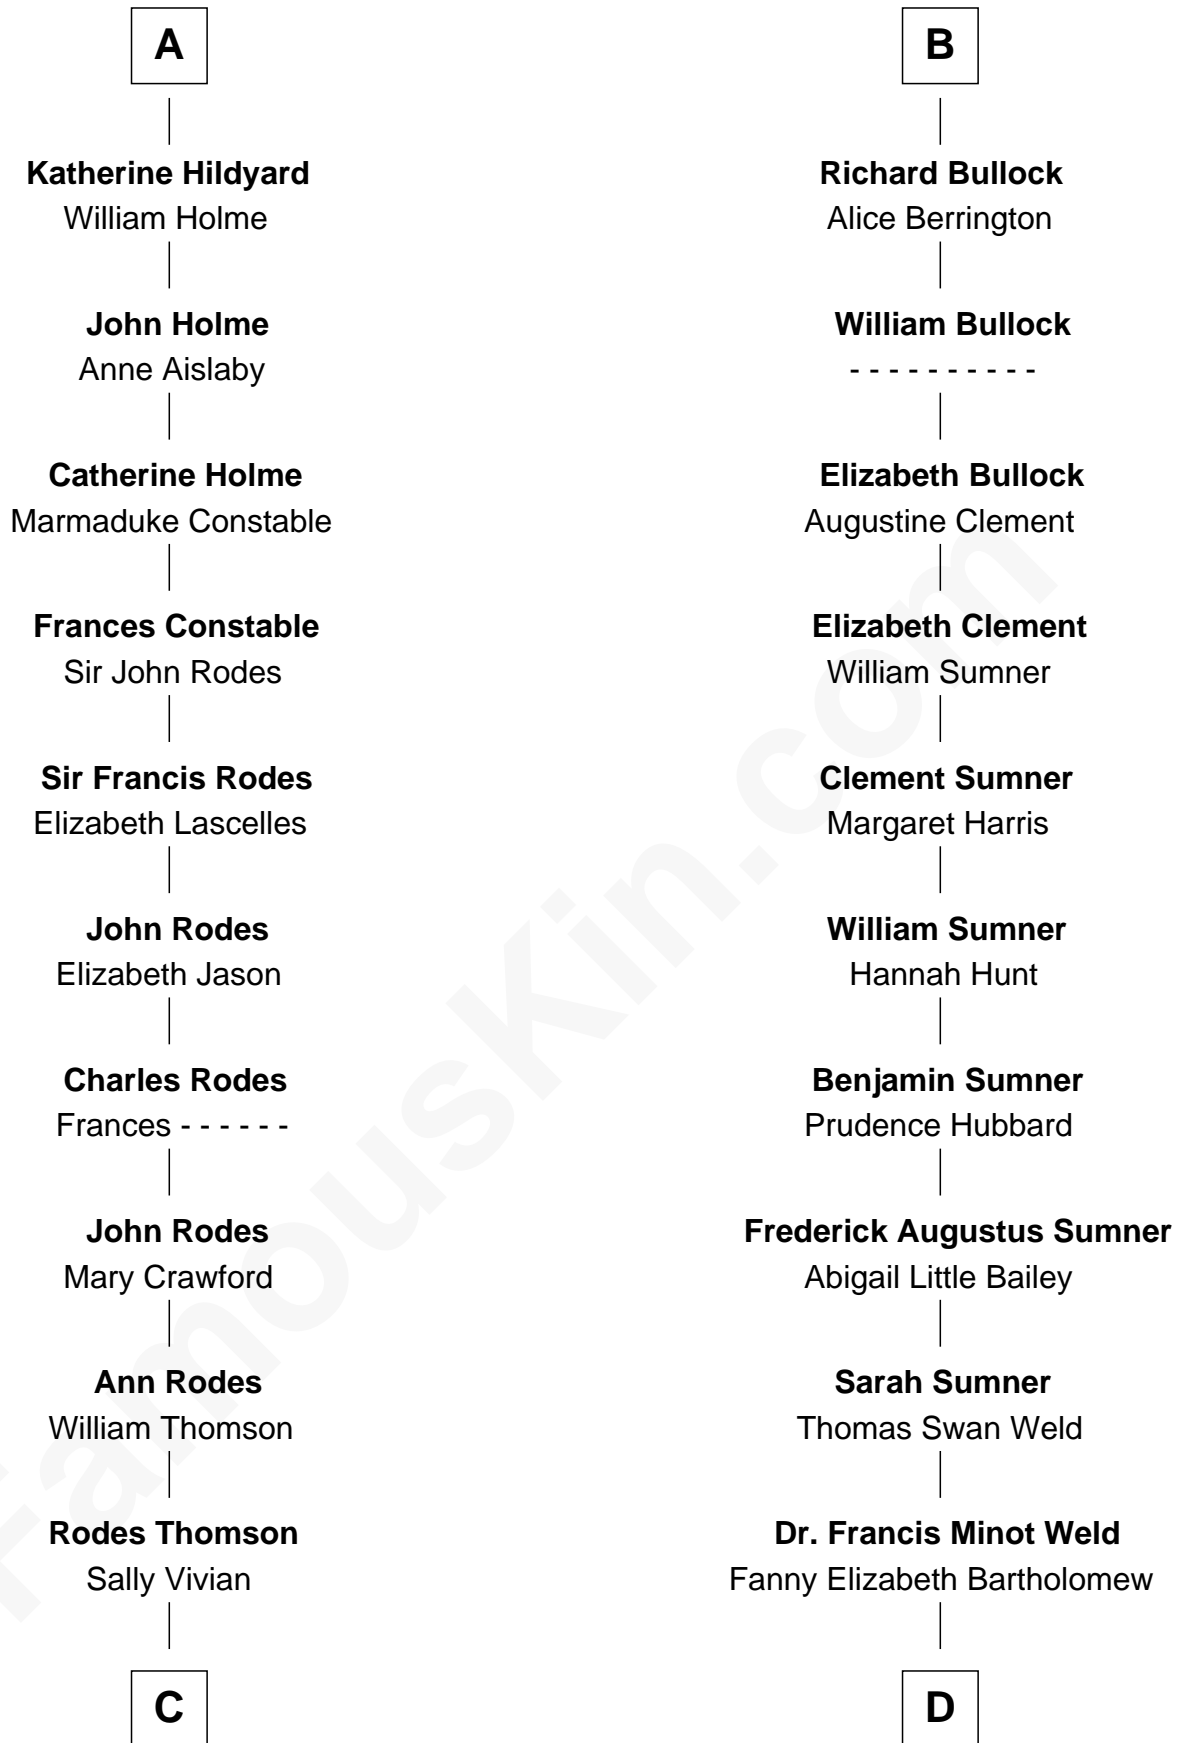 A
Katherine Hildyard
William Holme
John Holme
Anne Aislaby
Catherine Holme
Marmaduke Constable
Frances Constable
Sir John Rodes
Sir Francis Rodes
Elizabeth Lascelles
John Rodes
Elizabeth Jason
Charles Rodes
Frances - - - - - -
John Rodes
Mary Crawford
Ann Rodes
William Thomson
Rodes Thomson
Sally Vivian
C
B
Richard Bullock
Alice Berrington
William Bullock
- - - - - - - - - -
Elizabeth Bullock
Augustine Clement
Elizabeth Clement
William Sumner
Clement Sumner
Margaret Harris
William Sumner
Hannah Hunt
Benjamin Sumner
Prudence Hubbard
Frederick Augustus Sumner
Abigail Little Bailey
Sarah Sumner
Thomas Swan Weld
Dr. Francis Minot Weld
Fanny Elizabeth Bartholomew
D
FamousKin.com